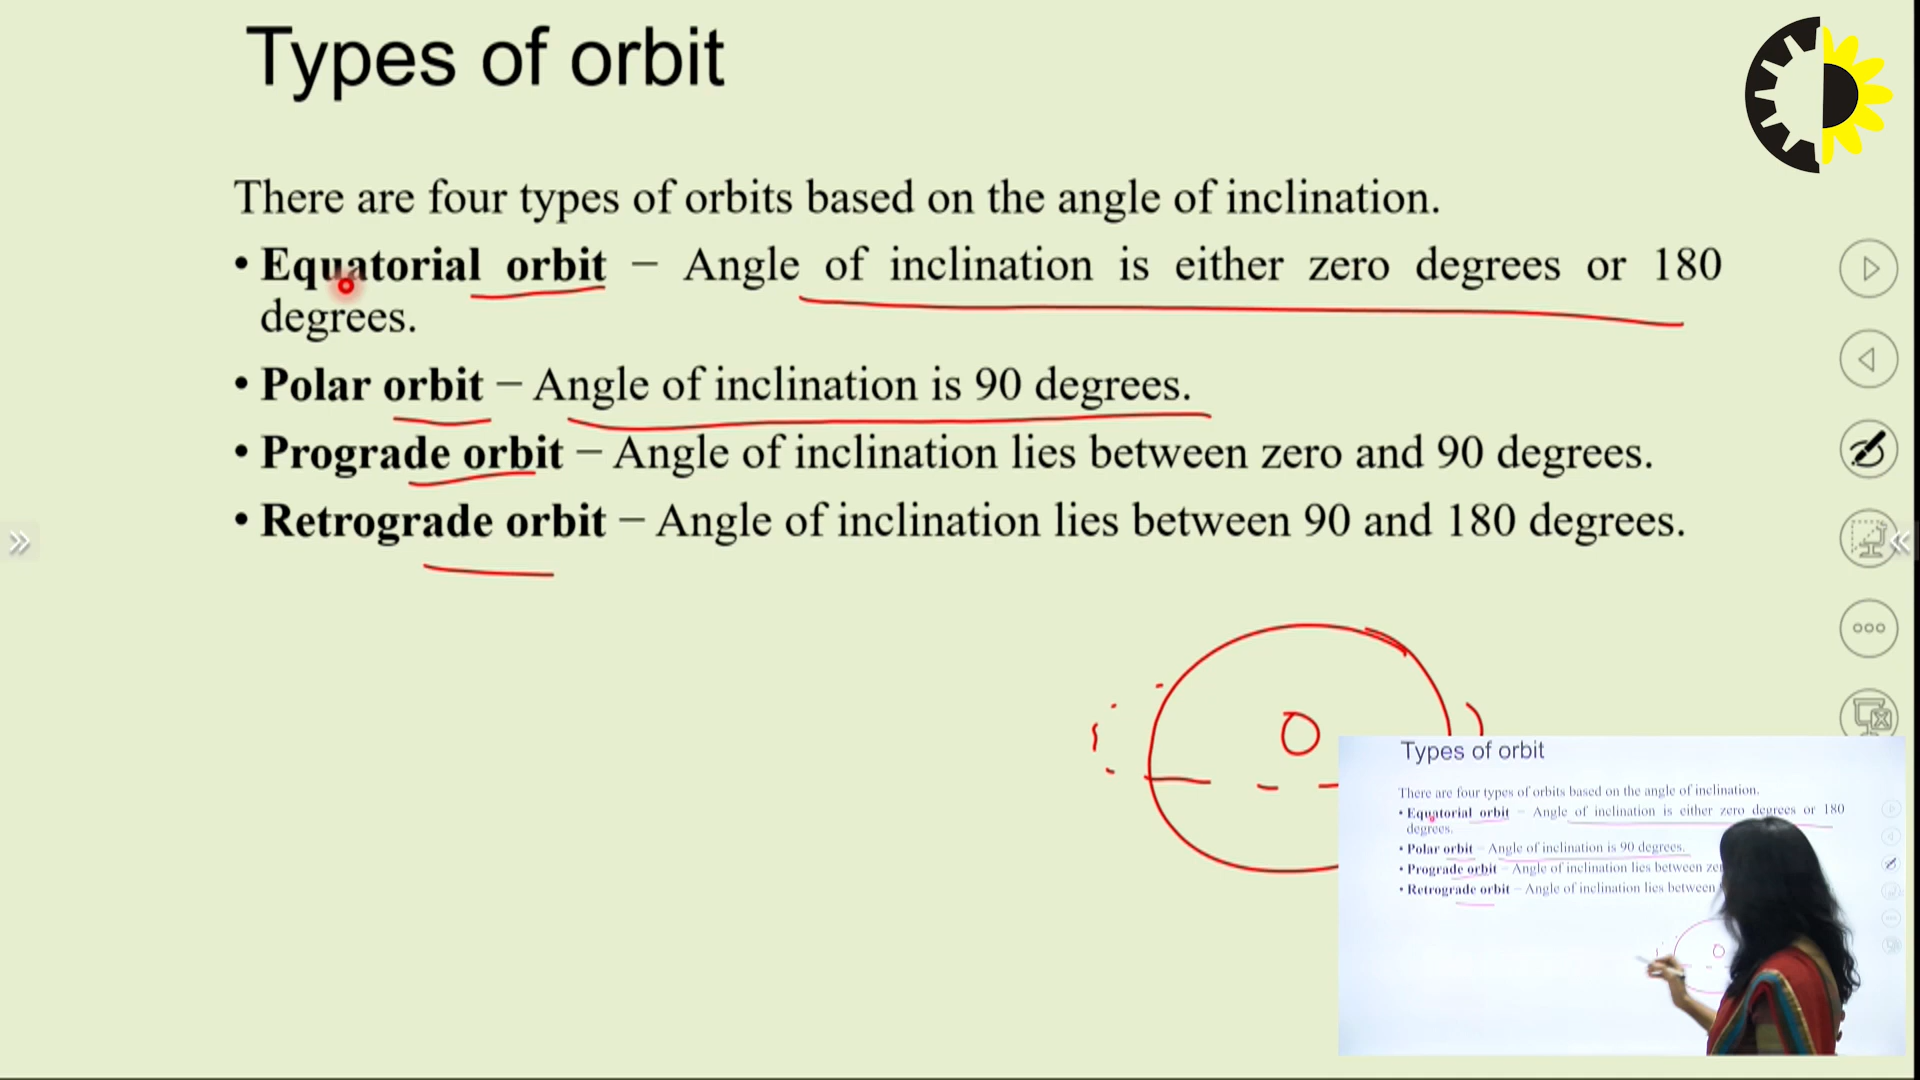 Types of orbit
There are four types of orbits based on the angle of inclination.
• Equatorial orbit – Angle of inclination is either zero degrees or 180
degrees.
• Polar orbit – Angle of inclination is 90 degrees.
• Prograde orbit – Angle of inclination lies between zero and 90 degrees.
• Retrograde orbit – Angle of inclination lies between 90 and 180 degrees.
Types of orbit
There are four types of orbits based on the angle of inclination.
• Equatorial orbit – Angle of inclination is either zero degrees or 180
degrees.
• Polar orbit – Angle of inclination is 90 degrees.
• Prograde orbit – Angle of inclination lies between
• Retrograde orbit – Angle of inclination lies between